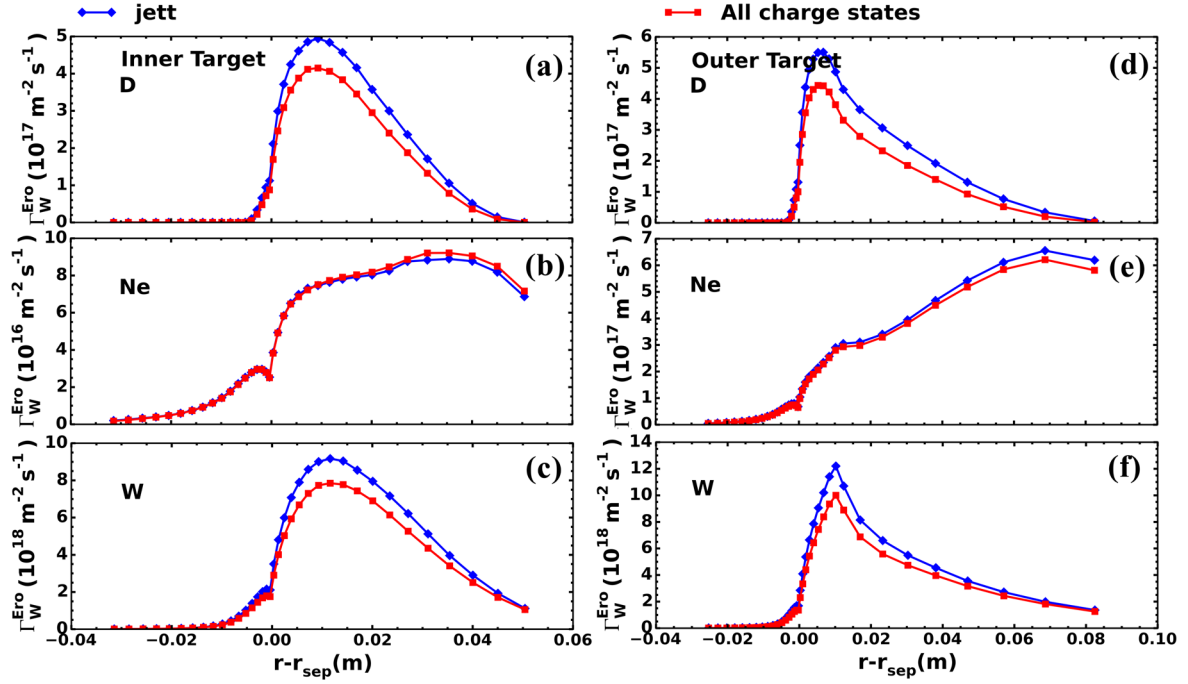 jett
All charge states
Γ_W^Ero (10^17 m^-2 s^-1)
5
4
3
2
1
0
Inner Target
D
(a)
Γ_W^Ero (10^17 m^-2 s^-1)
6
5
4
3
2
1
0
Outer Target
D
(d)
Γ_W^Ero (10^16 m^-2 s^-1)
10
8
6
4
2
0
Ne
(b)
Γ_W^Ero (10^17 m^-2 s^-1)
7
6
5
4
3
2
1
0
Ne
(e)
Γ_W^Ero (10^18 m^-2 s^-1)
10
8
6
4
2
0
W
(c)
−0.04 −0.02 0.00 0.02 0.04 0.06
r-r_sep(m)
Γ_W^Ero (10^18 m^-2 s^-1)
14
12
10
8
6
4
2
0
W
(f)
−0.04 −0.02 0.00 0.02 0.04 0.06 0.08 0.10
r-r_sep(m)